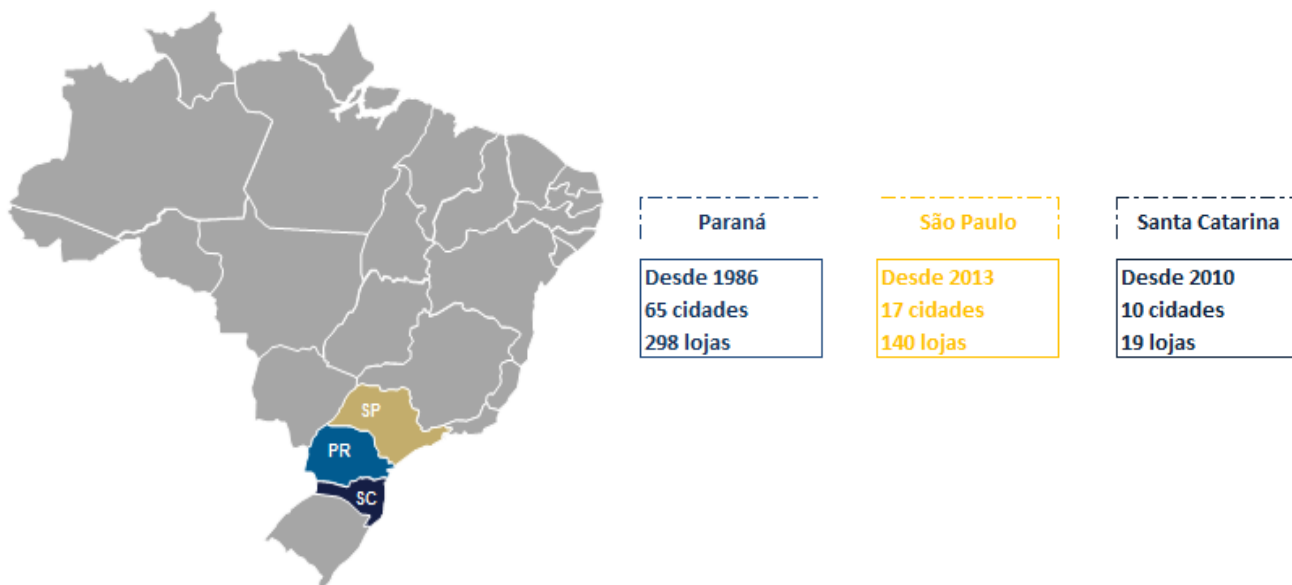 SP
PR
SC
Paraná
Desde 1986
65 cidades
298 lojas
São Paulo
Desde 2013
17 cidades
140 lojas
Santa Catarina
Desde 2010
10 cidades
19 lojas